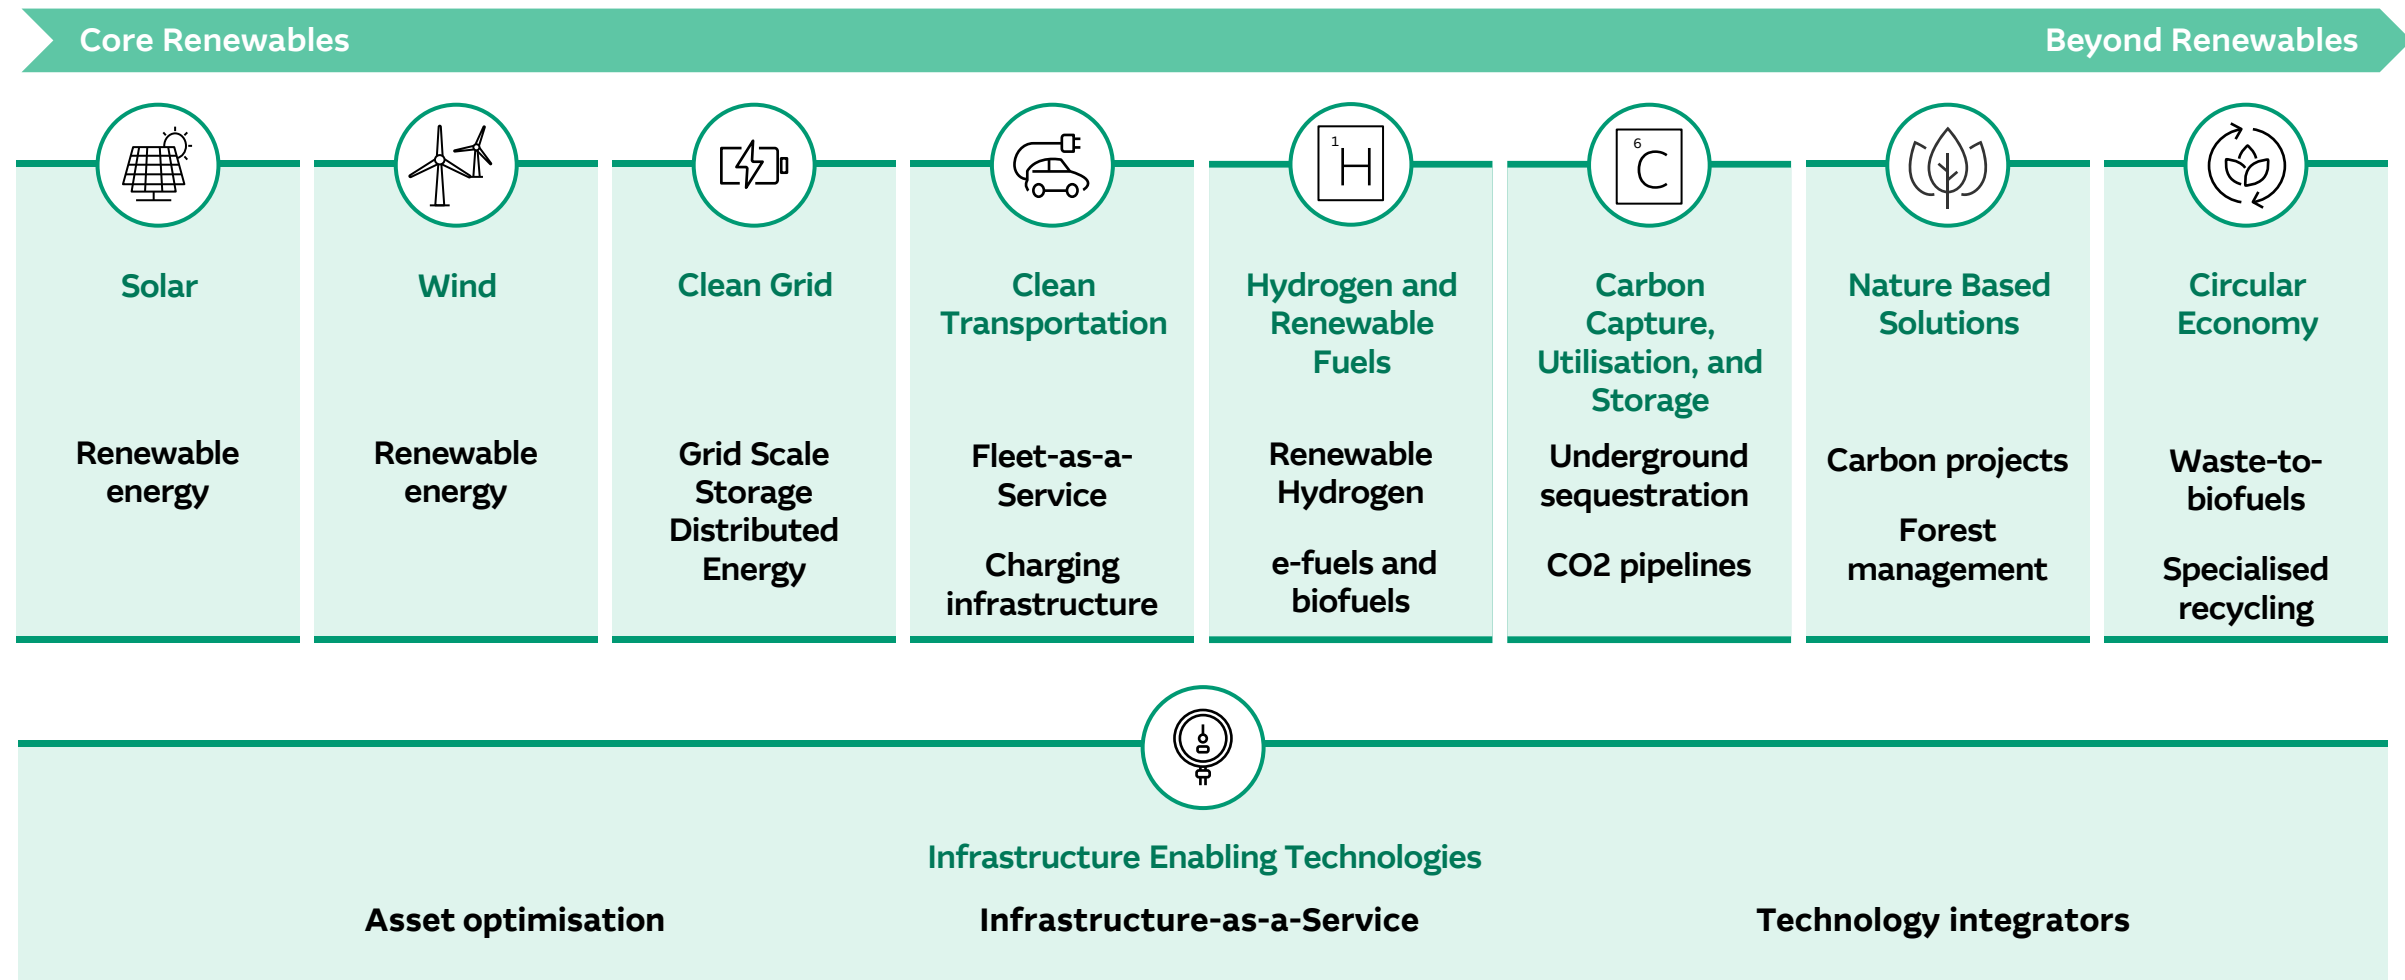 Core Renewables
Beyond Renewables
Solar
Renewable
energy
Wind
Renewable
energy
Clean Grid
Grid Scale
Storage
Distributed
Energy
Clean
Transportation
Fleet-as-a-
Service
Charging
infrastructure
1
H
Hydrogen and
Renewable
Fuels
Renewable
Hydrogen
e-fuels and
biofuels
6
C
Carbon
Capture,
Utilisation, and
Storage
Underground
sequestration
CO2 pipelines
Nature Based
Solutions
Carbon projects
Forest
management
Circular
Economy
Waste-to-
biofuels
Specialised
recycling
Infrastructure Enabling Technologies
Asset optimisation
Infrastructure-as-a-Service
Technology integrators